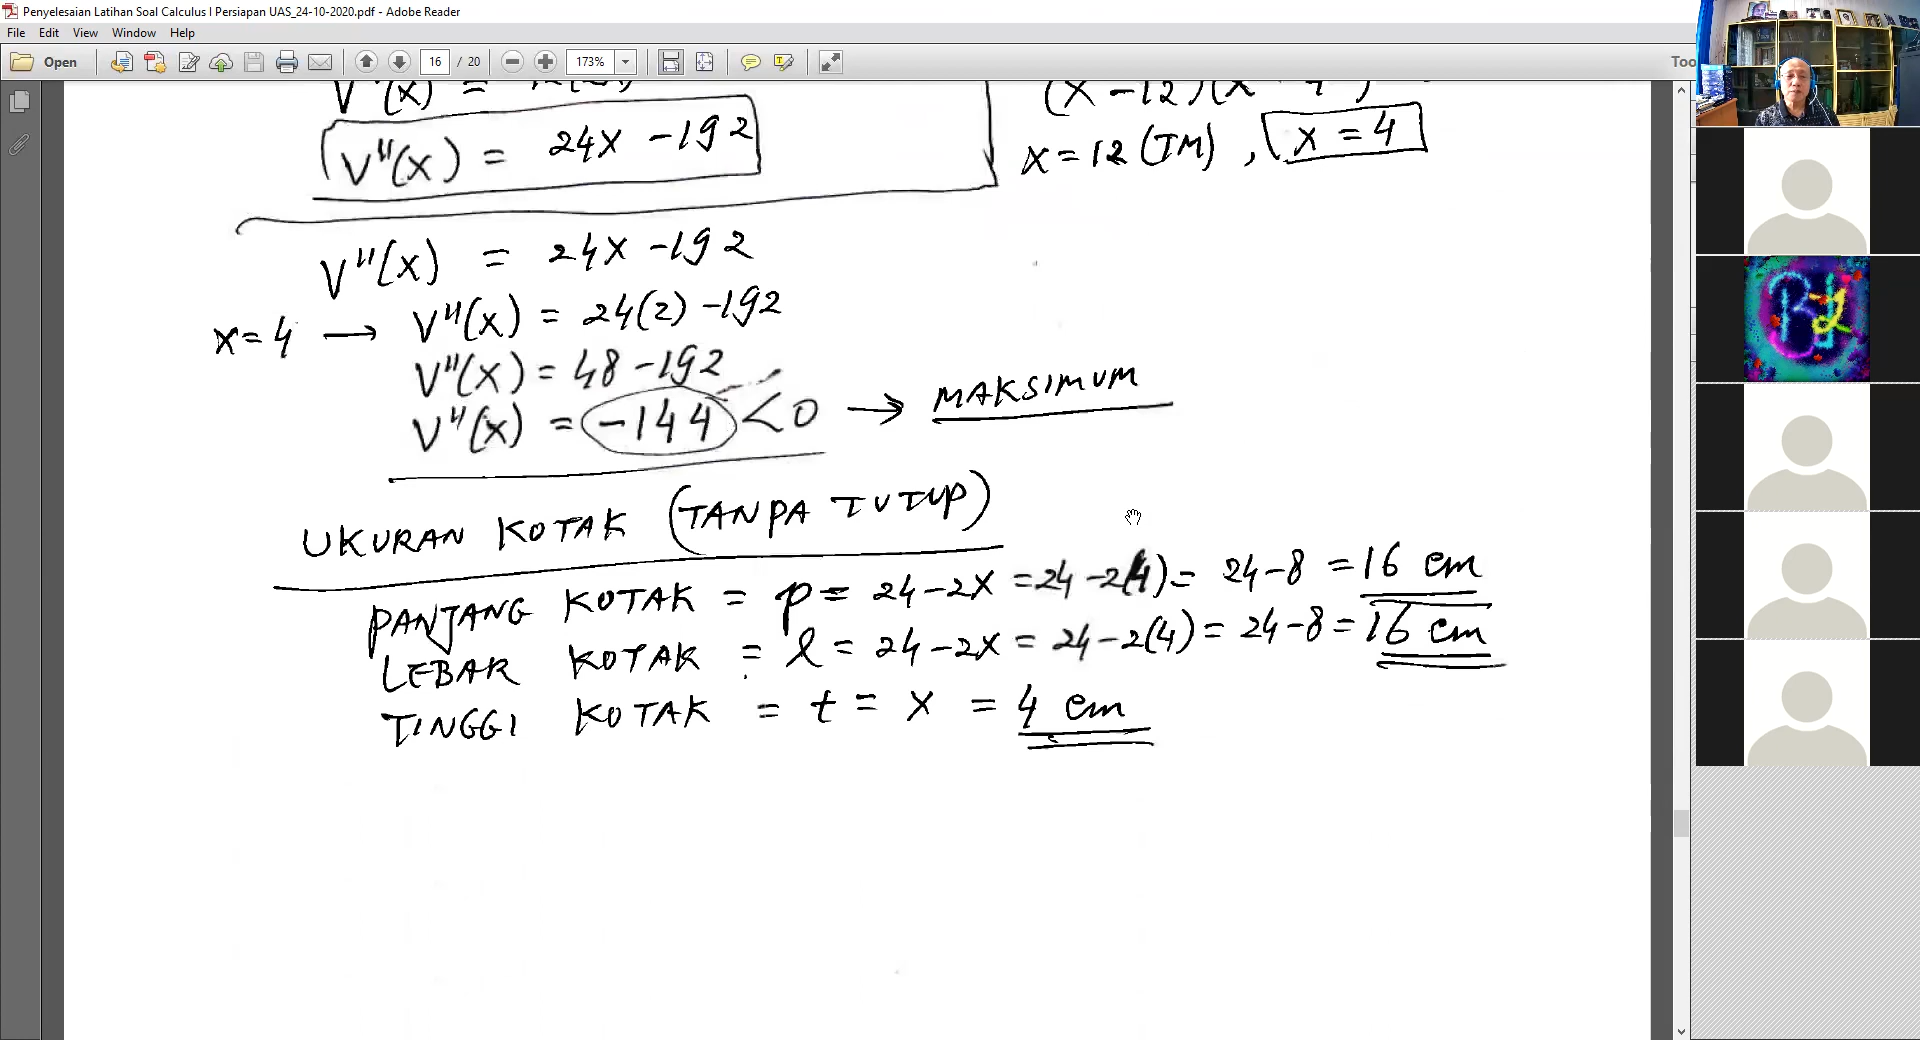 Penyelesaian Latihan Soal Calculus I Persiapan UAS_24-10-2020.pdf - Adobe Reader
File Edit View Window Help
Open 16 / 20 173% Too
(x - 12)(x - 4)
V"(x) = 24x - 192
x = 12 (TM), x = 4
V"(x) = 24x - 192
x = 4 → V"(x) = 24(2) - 192
V"(x) = 48 - 192
V"(x) = -144 < 0 → MAKSIMUM
UKURAN KOTAK (TANPA TUTUP)
PANJANG KOTAK = p = 24 - 2x = 24 - 2(4) = 24 - 8 = 16 cm
LEBAR KOTAK = l = 24 - 2x = 24 - 2(4) = 24 - 8 = 16 cm
TINGGI KOTAK = t = x = 4 cm